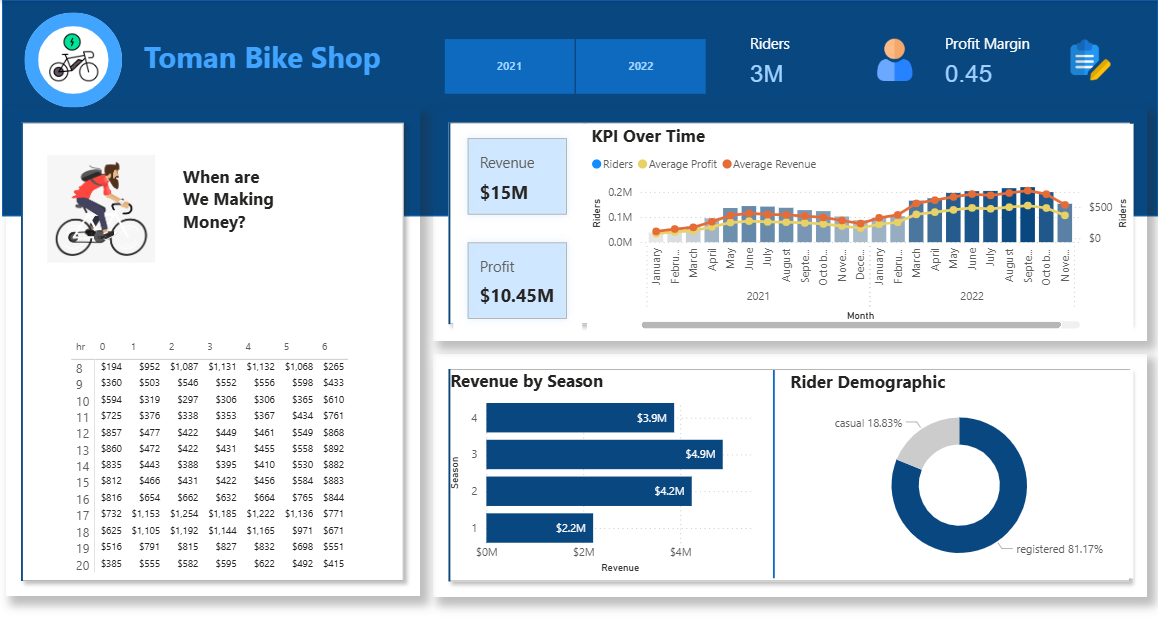 Toman Bike Shop
2021
2022
Riders
3M
Profit Margin
0.45
When are
We Making
Money?
hr 0 1 2 3 4 5 6
8 $194 $952 $1,087 $1,131 $1,132 $1,068 $265
9 $360 $503 $546 $552 $556 $598 $433
10 $594 $319 $297 $306 $306 $365 $610
11 $725 $376 $338 $353 $367 $434 $761
12 $857 $477 $422 $449 $461 $549 $868
13 $860 $472 $422 $431 $455 $558 $892
14 $835 $443 $388 $395 $410 $530 $882
15 $812 $466 $431 $422 $456 $584 $883
16 $816 $654 $662 $632 $664 $765 $844
17 $732 $1,153 $1,254 $1,185 $1,222 $1,136 $771
18 $625 $1,105 $1,192 $1,144 $1,165 $971 $671
19 $516 $791 $815 $827 $832 $698 $551
20 $385 $555 $582 $595 $622 $492 $415
Revenue
$15M
Profit
$10.45M
KPI Over Time
Riders Average Profit Average Revenue
Riders
0.2M
0.1M
0.0M
$500
$0
Riders
January Febru... March April May June July August Septe... Octob... Nove... Dece... January Febru... March April May June July August Septe... Octob... Nove...
2021 2022
Month
Revenue by Season
Season
4 $3.9M
3 $4.9M
2 $4.2M
1 $2.2M
$0M $2M $4M
Revenue
Rider Demographic
casual 18.83%
registered 81.17%